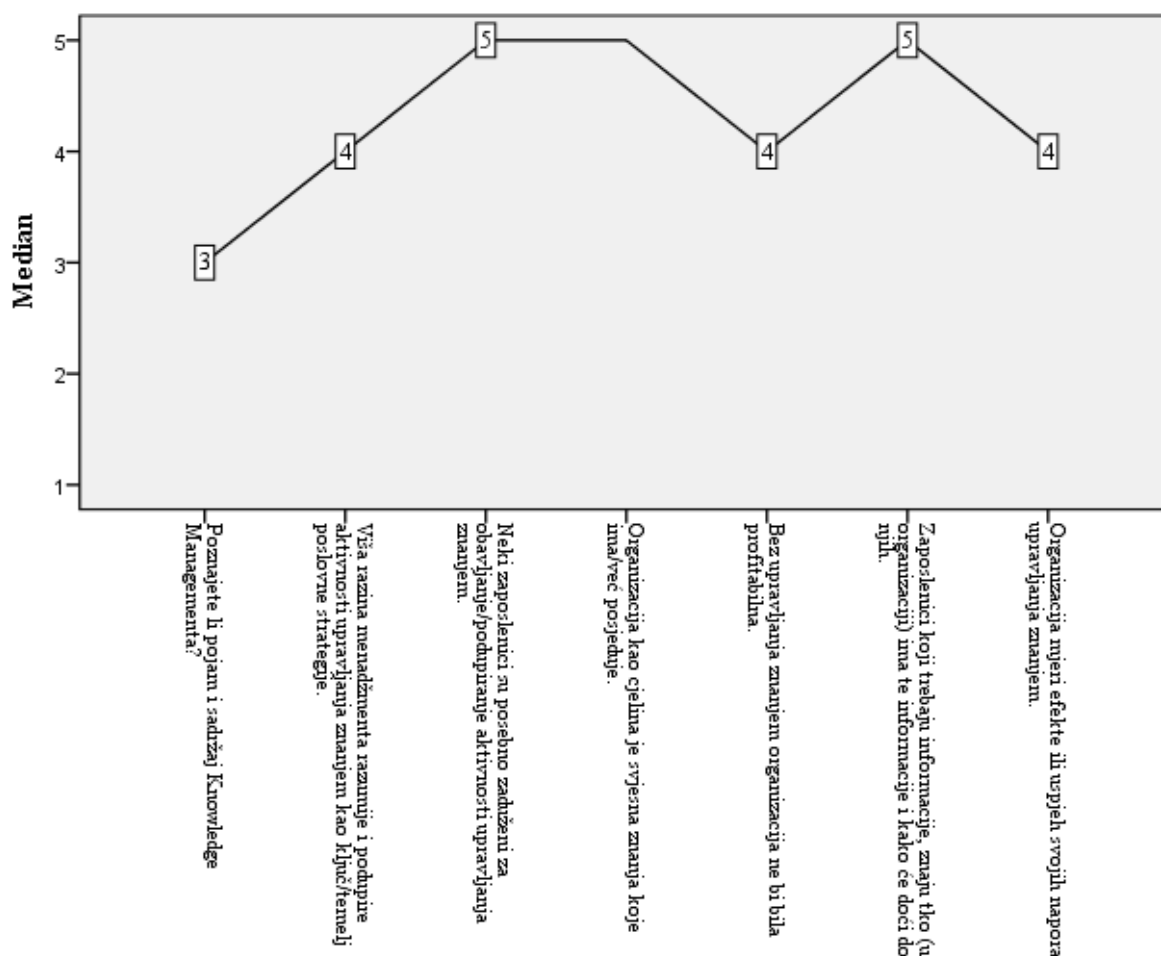 Median
5
4
3
2
1
3
4
5
4
5
4
Poznajete li pojam i sadržaj Knowledge
Managementa?
Viša razina menadžmenta razumije i podupire
aktivnosti upravljanja znanjem kao ključ/temelj
poslovne strategije.
Neki zaposlenici su posebno zaduženi za
obavljanje/podupiranje aktivnosti upravljanja
znanjem.
Organizacija kao cjelina je svjesna znanja koje
ima/već posjeduje.
Bez upravljanja znanjem organizacija ne bi bila
profitabilna.
Zaposlenici koji trebaju informacije, znaju tko (u
organizaciji) ima te informacije i kako će doći do
njih.
Organizacija mjeri efekte ili uspjeh svojih napora
upravljanja znanjem.